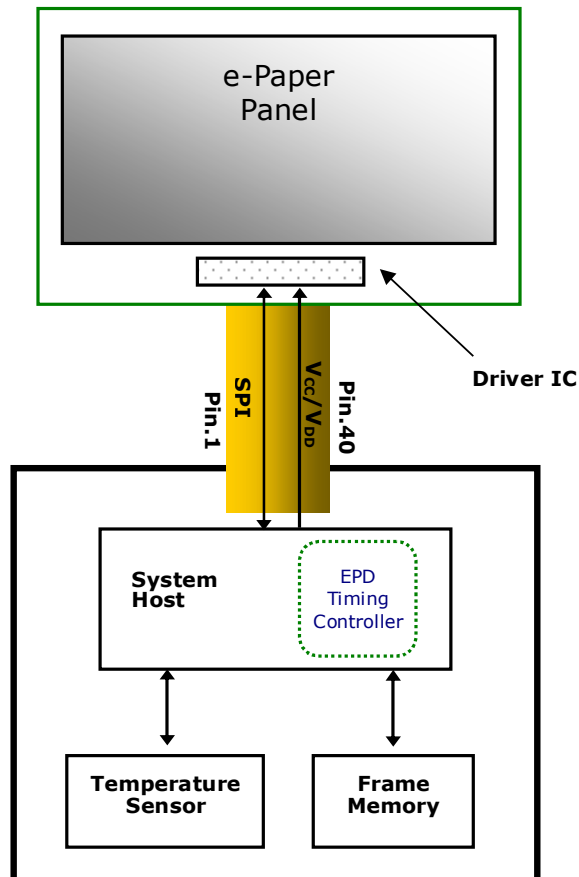 e-Paper
Panel
Driver IC
Pin.1
SPI
VCC/VDD
Pin.40
System
Host
EPD
Timing
Controller
Temperature
Sensor
Frame
Memory